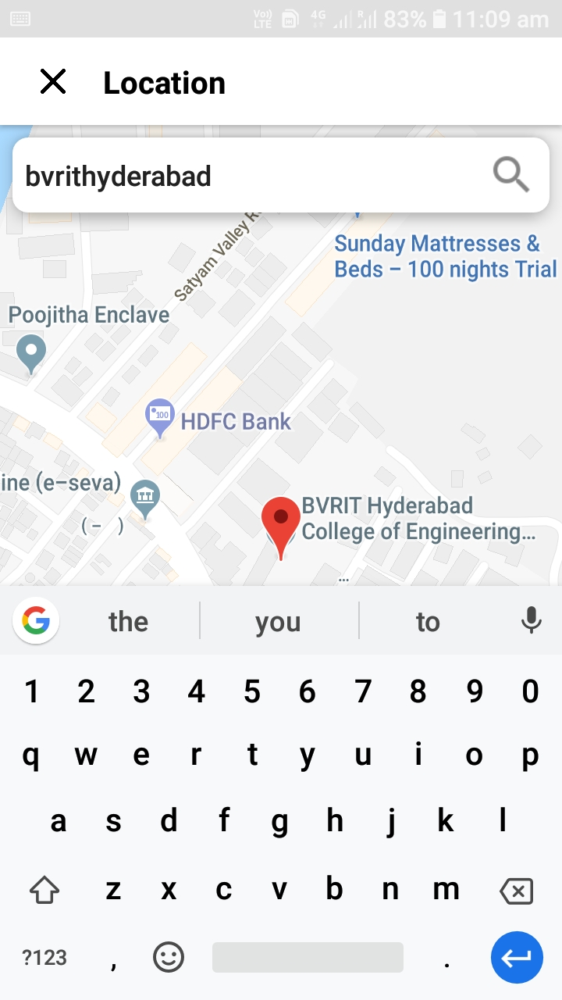 Vo)) LTE 4G R 83% 11:09 am
Location
bvrithyderabad
Satyam Valley R
Sunday Mattresses &
Beds – 100 nights Trial
Poojitha Enclave
100
HDFC Bank
ine (e–seva)
( – )
BVRIT Hyderabad
College of Engineering...
...
G the you to
1 2 3 4 5 6 7 8 9 0
q w e r t y u i o p
a s d f g h j k l
z x c v b n m
?123 , .